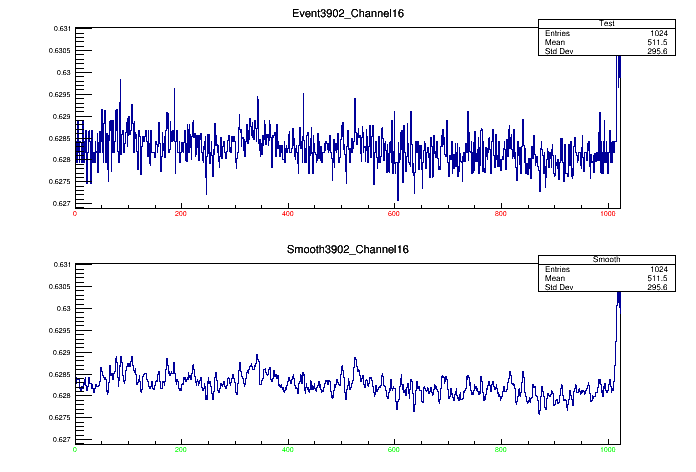 Event3902_Channel16
Test
Entries 1024
Mean 511.5
Std Dev 295.6
0.631
0.6305
0.63
0.6295
0.629
0.6285
0.628
0.6275
0.627
0 200 400 600 800 1000
Smooth3902_Channel16
Smooth
Entries 1024
Mean 511.5
Std Dev 295.6
0.631
0.6305
0.63
0.6295
0.629
0.6285
0.628
0.6275
0.627
0 200 400 600 800 1000